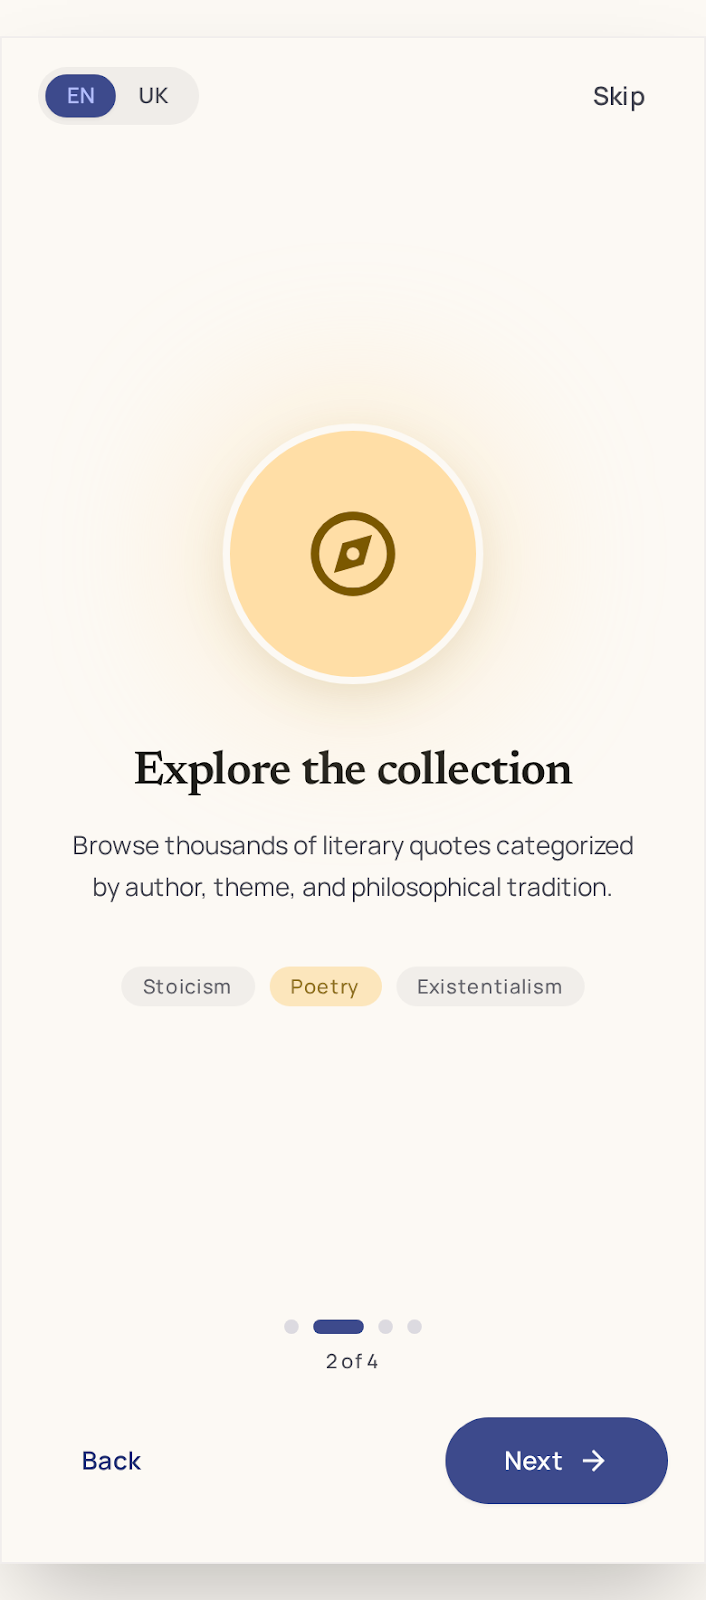 EN
UK
Skip
Explore the collection
Browse thousands of literary quotes categorized
by author, theme, and philosophical tradition.
Stoicism
Poetry
Existentialism
2 of 4
Back
Next